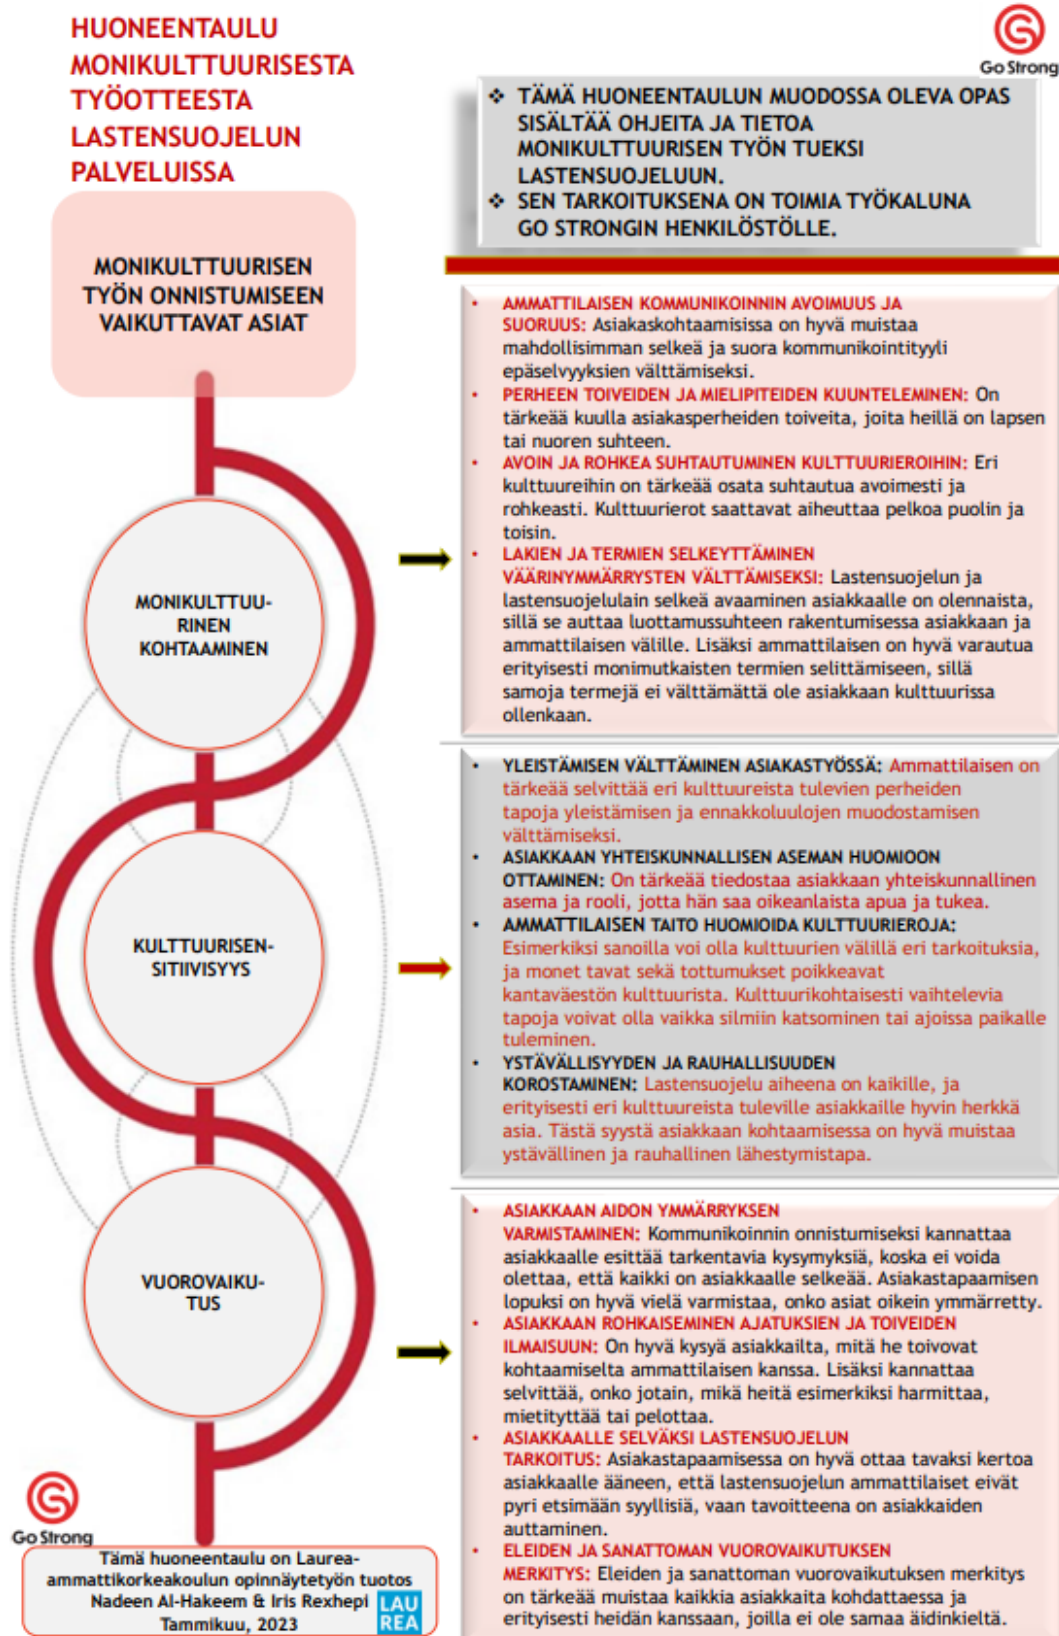 HUONEENTAULU
MONIKULTTUURISESTA
TYÖOTTEESTA
LASTENSUOJELUN
PALVELUISSA
Go Strong
❖ TÄMÄ HUONEENTAULUN MUODOSSA OLEVA OPAS
SISÄLTÄÄ OHJEITA JA TIETOA
MONIKULTTUURISEN TYÖN TUEKSI
LASTENSUOJELUUN.
❖ SEN TARKOITUKSENA ON TOIMIA TYÖKALUNA
GO STRONGIN HENKILÖSTÖLLE.
MONIKULTTUURISEN
TYÖN ONNISTUMISEEN
VAIKUTTAVAT ASIAT
MONIKULTTUU-
RINEN
KOHTAAMINEN
• AMMATTILAISEN KOMMUNIKOINNIN AVOIMUUS JA
SUORUUS: Asiakaskohtaamisissa on hyvä muistaa
mahdollisimman selkeä ja suora kommunikointityyli
epäselvyyksien välttämiseksi.
• PERHEEN TOIVEIDEN JA MIELIPITEIDEN KUUNTELEMINEN: On
tärkeää kuulla asiakasperheiden toiveita, joita heillä on lapsen
tai nuoren suhteen.
• AVOIN JA ROHKEA SUHTAUTUMINEN KULTTUURIEROIHIN: Eri
kulttuureihin on tärkeää osata suhtautua avoimesti ja
rohkeasti. Kulttuurierot saattavat aiheuttaa pelkoa puolin ja
toisin.
• LAKIEN JA TERMIEN SELKEYTTÄMINEN
VÄÄRINYMMÄRRYSTEN VÄLTTÄMISEKSI: Lastensuojelun ja
lastensuojelulain selkeä avaaminen asiakkaalle on olennaista,
sillä se auttaa luottamussuhteen rakentumisessa asiakkaan ja
ammattilaisen välille. Lisäksi ammattilaisen on hyvä varautua
erityisesti monimutkaisten termien selittämiseen, sillä
samoja termejä ei välttämättä ole asiakkaan kulttuurissa
ollenkaan.
KULTTUURISEN-
SITIIVISYYS
• YLEISTÄMISEN VÄLTTÄMINEN ASIAKASTYÖSSÄ: Ammattilaisen on
tärkeää selvittää eri kulttuureista tulevien perheiden
tapoja yleistämisen ja ennakkoluulojen muodostamisen
välttämiseksi.
• ASIAKKAAN YHTEISKUNNALLISEN ASEMAN HUOMIOON
OTTAMINEN: On tärkeää tiedostaa asiakkaan yhteiskunnallinen
asema ja rooli, jotta hän saa oikeanlaista apua ja tukea.
• AMMATTILAISEN TAITO HUOMIOIDA KULTTUURIEROJA:
Esimerkiksi sanoilla voi olla kulttuurien välillä eri tarkoituksia,
ja monet tavat sekä tottumukset poikkeavat
kantaväestön kulttuurista. Kulttuurikohtaisesti vaihtelevia
tapoja voivat olla vaikka silmiin katsominen tai ajoissa paikalle
tuleminen.
• YSTÄVÄLLISYYDEN JA RAUHALLISUUDEN
KOROSTAMINEN: Lastensuojelu aiheena on kaikille, ja
erityisesti eri kulttuureista tuleville asiakkaille hyvin herkkä
asia. Tästä syystä asiakkaan kohtaamisessa on hyvä muistaa
ystävällinen ja rauhallinen lähestymistapa.
VUOROVAIKU-
TUS
• ASIAKKAAN AIDON YMMÄRRYKSEN
VARMISTAMINEN: Kommunikoinnin onnistumiseksi kannattaa
asiakkaalle esittää tarkentavia kysymyksiä, koska ei voida
olettaa, että kaikki on asiakkaalle selkeää. Asiakastapaamisen
lopuksi on hyvä vielä varmistaa, onko asiat oikein ymmärretty.
• ASIAKKAAN ROHKAISEMINEN AJATUKSIEN JA TOIVEIDEN
ILMAISUUN: On hyvä kysyä asiakkailta, mitä he toivovat
kohtaamiselta ammattilaisen kanssa. Lisäksi kannattaa
selvittää, onko jotain, mikä heitä esimerkiksi harmittaa,
mietityttää tai pelottaa.
• ASIAKKAALLE SELVÄKSI LASTENSUOJELUN
TARKOITUS: Asiakastapaamisessa on hyvä ottaa tavaksi kertoa
asiakkaalle ääneen, että lastensuojelun ammattilaiset eivät
pyri etsimään syyllisiä, vaan tavoitteena on asiakkaiden
auttaminen.
• ELEIDEN JA SANATTOMAN VUOROVAIKUTUKSEN
MERKITYS: Eleiden ja sanattoman vuorovaikutuksen merkitys
on tärkeää muistaa kaikkia asiakkaita kohdattaessa ja
erityisesti heidän kanssaan, joilla ei ole samaa äidinkieltä.
Go Strong
Tämä huoneentaulu on Laurea-
ammattikorkeakoulun opinnäytetyön tuotos
Nadeen Al-Hakeem & Iris Rexhepi
Tammikuu, 2023
LAU
REA